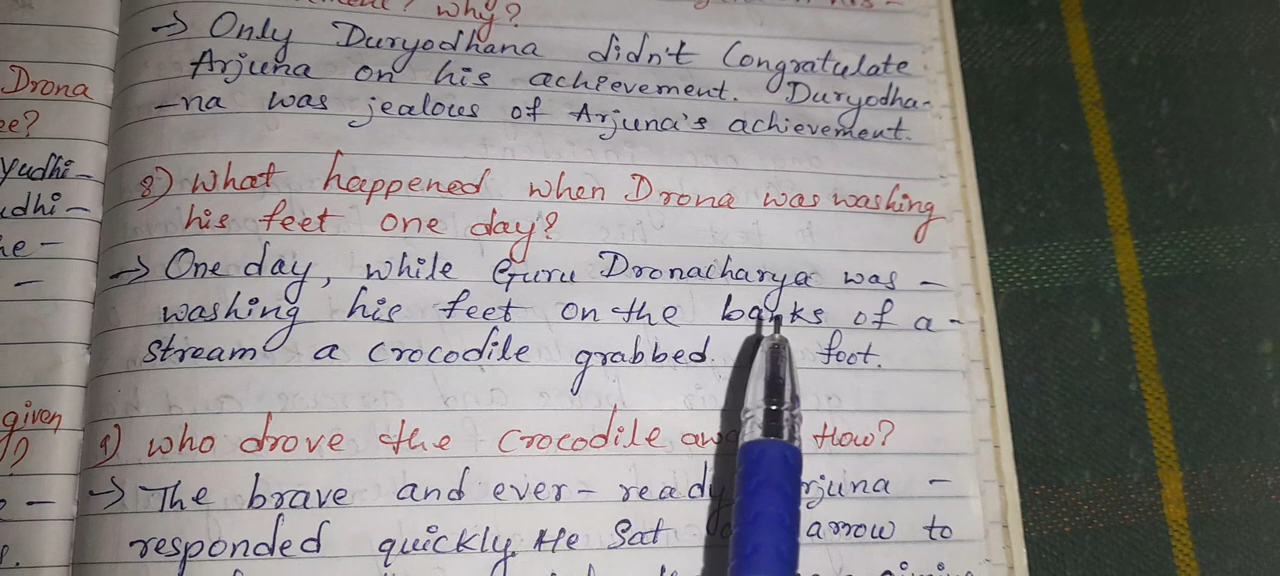 why?
→ Only Duryodhana didn't Congratulate
Arjuna on his achievement. Duryodha-
-na was jealous of Arjuna's achievement.
8) What happened when Drona was washing
his feet one day?
→ One day, while Guru Dronacharya was -
washing his feet on the banks of a-
stream a crocodile grabbed. foot.
9) who drove the Crocodile How?
→ The brave and ever-ready
responded quickly. He Sat arrow to
Drona
ee?
yudhi-
dhi-
he -
-
given